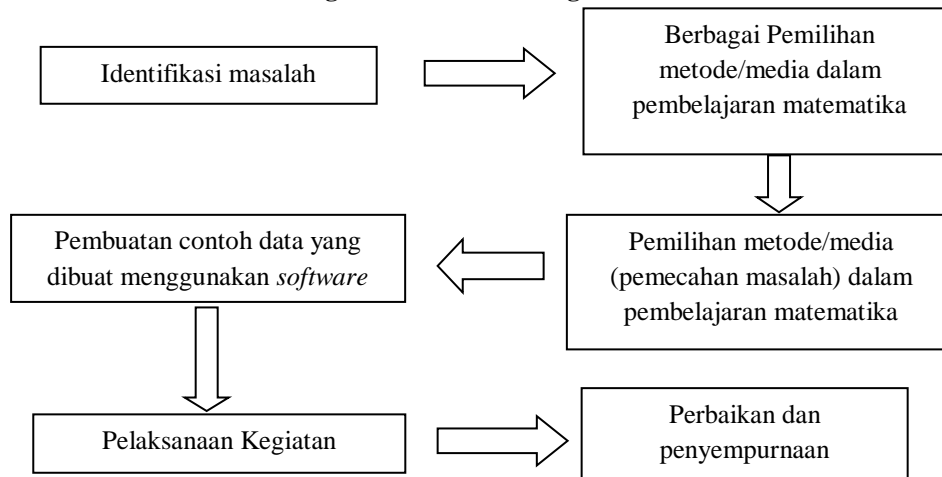 Identifikasi masalah
Berbagai Pemilihan
metode/media dalam
pembelajaran matematika
Pemilihan metode/media
(pemecahan masalah) dalam
pembelajaran matematika
Pembuatan contoh data yang
dibuat menggunakan software
Pelaksanaan Kegiatan
Perbaikan dan
penyempurnaan